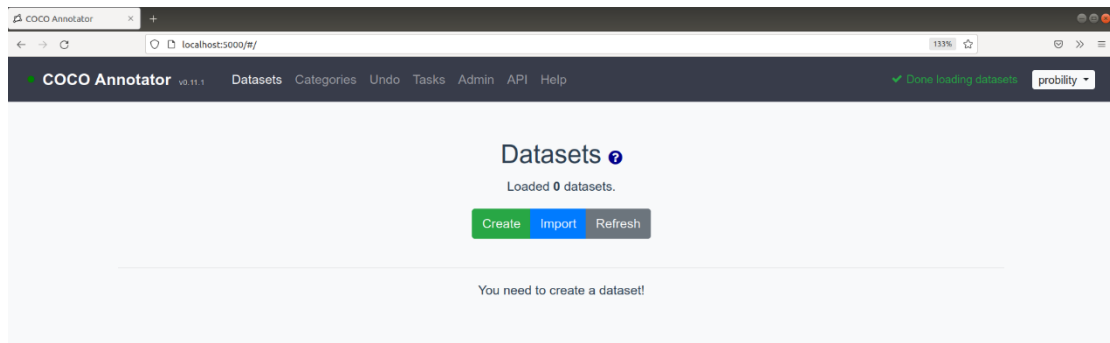 COCO Annotator
localhost:5000/#/
133%
COCO Annotator v0.11.1 Datasets Categories Undo Tasks Admin API Help Done loading datasets probility
Datasets
Loaded 0 datasets.
Create Import Refresh
You need to create a dataset!